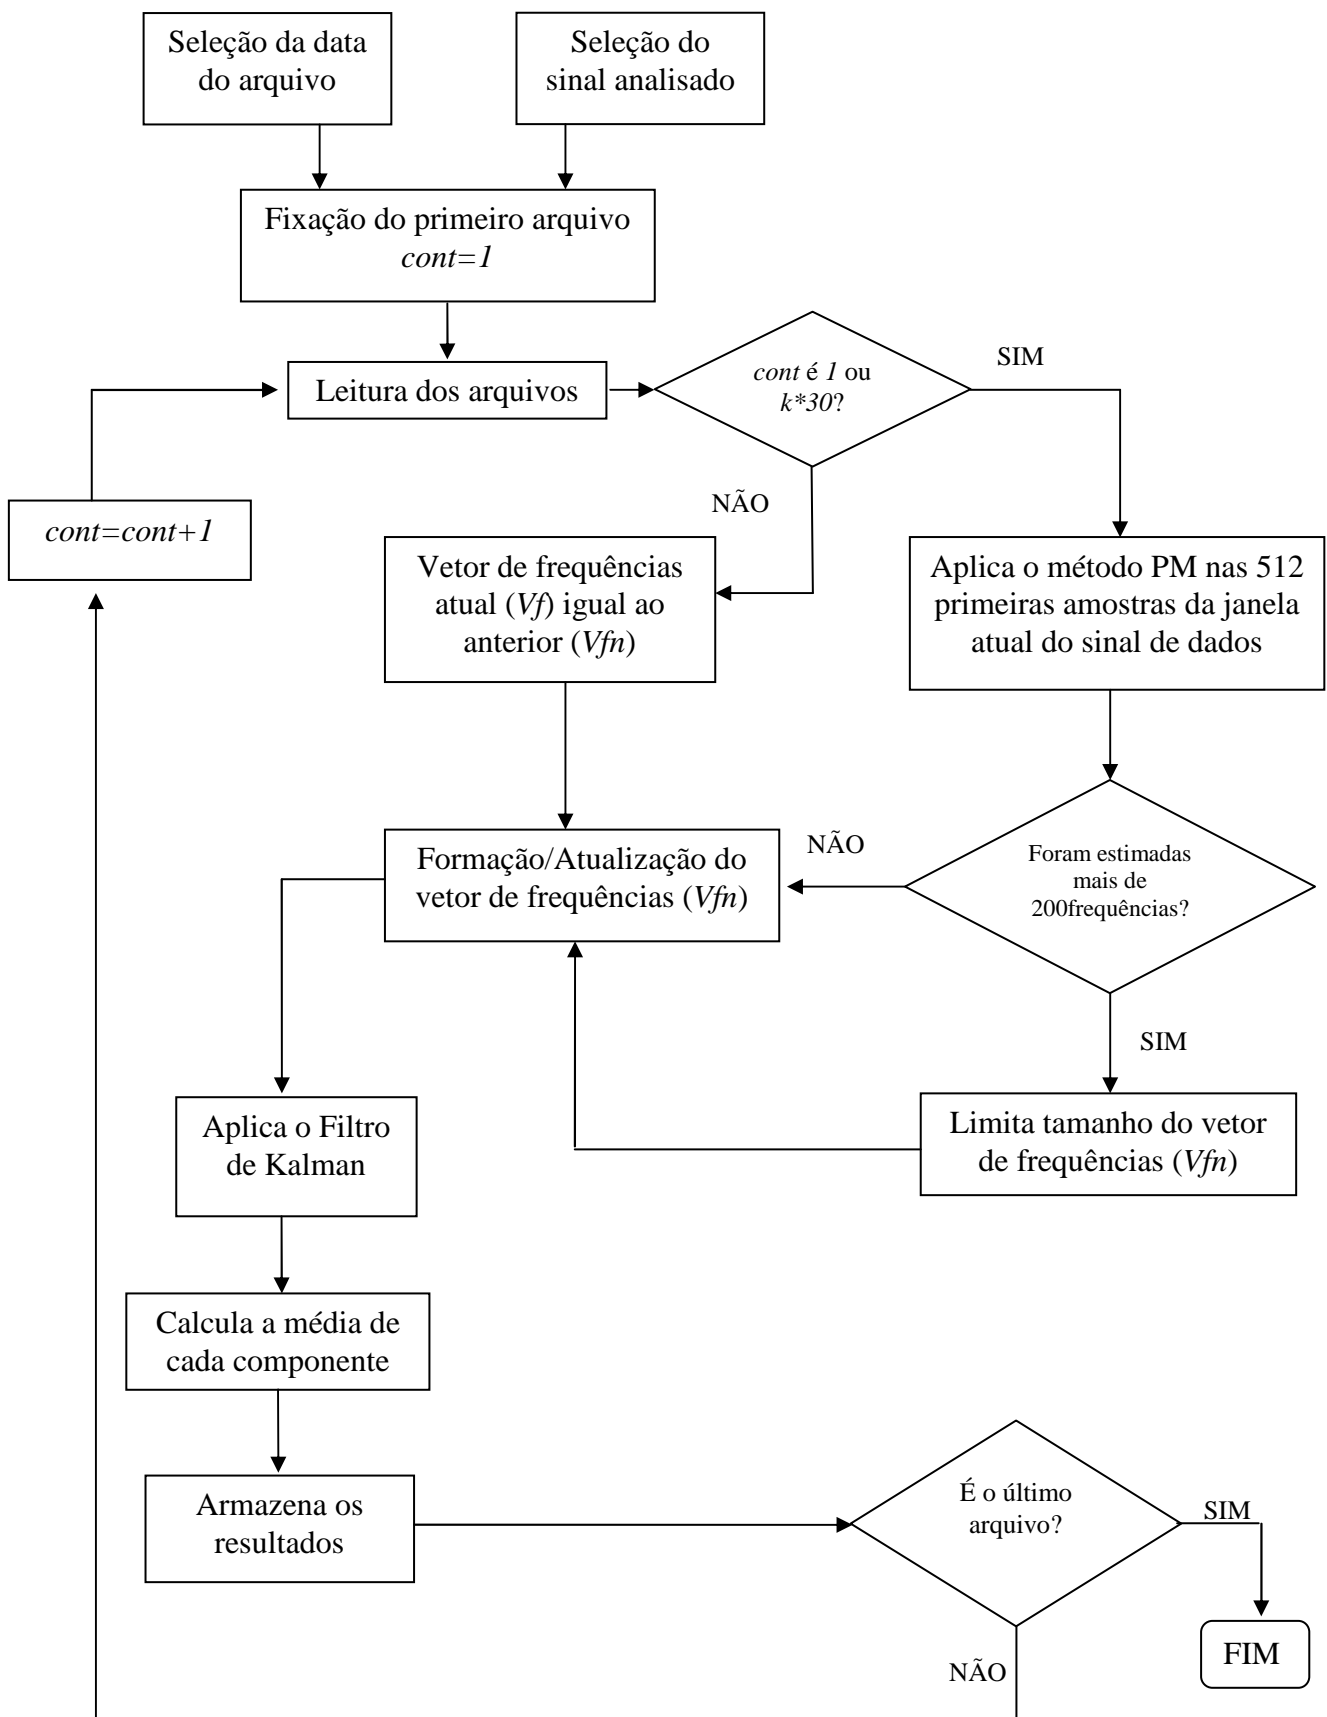 Seleção da data
do arquivo
Seleção do
sinal analisado
Fixação do primeiro arquivo
cont=1
Leitura dos arquivos
cont é 1 ou
k*30?
SIM
NÃO
cont=cont+1
Vetor de frequências
atual (Vf) igual ao
anterior (Vfn)
Aplica o método PM nas 512
primeiras amostras da janela
atual do sinal de dados
Formação/Atualização do
vetor de frequências (Vfn)
NÃO
Foram estimadas
mais de
200frequências?
SIM
Aplica o Filtro
de Kalman
Limita tamanho do vetor
de frequências (Vfn)
Calcula a média de
cada componente
Armazena os
resultados
É o último
arquivo?
SIM
NÃO
FIM